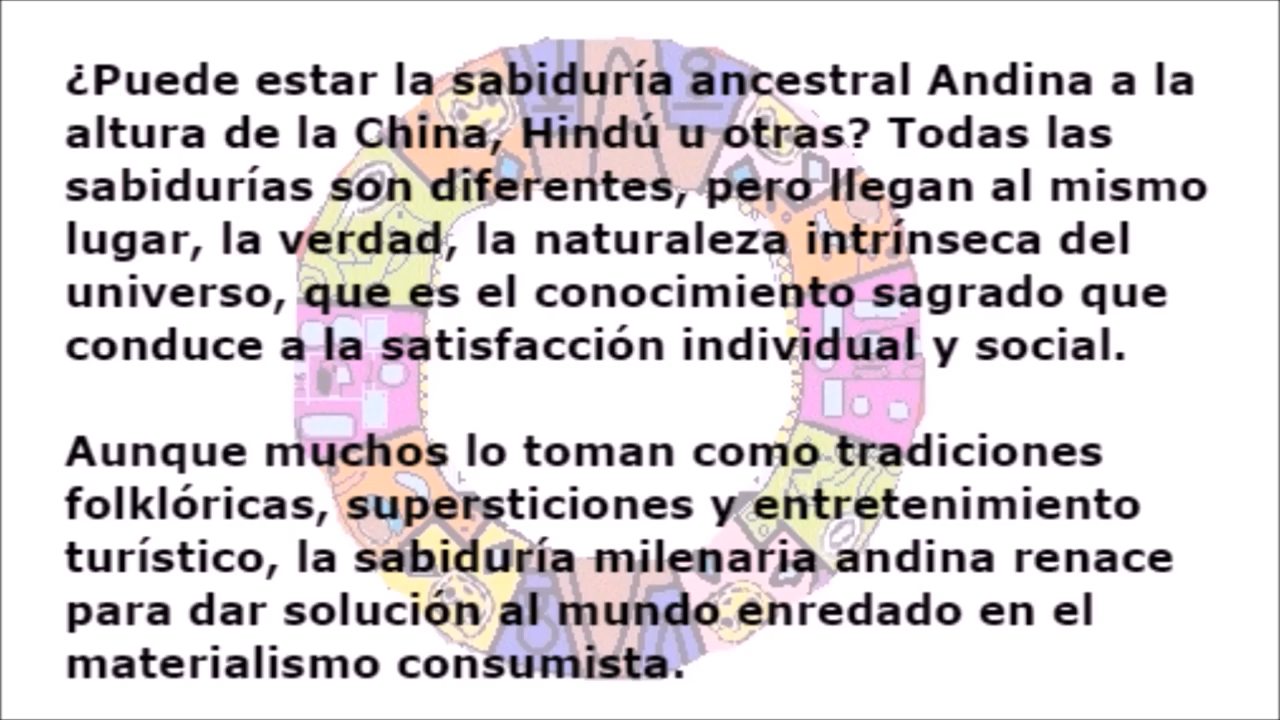 ¿Puede estar la sabiduría ancestral Andina a la
altura de la China, Hindú u otras? Todas las
sabidurías son diferentes, pero llegan al mismo
lugar, la verdad, la naturaleza intrínseca del
universo, que es el conocimiento sagrado que
conduce a la satisfacción individual y social.
Aunque muchos lo toman como tradiciones
folklóricas, supersticiones y entretenimiento
turístico, la sabiduría milenaria andina renace
para dar solución al mundo enredado en el
materialismo consumista.